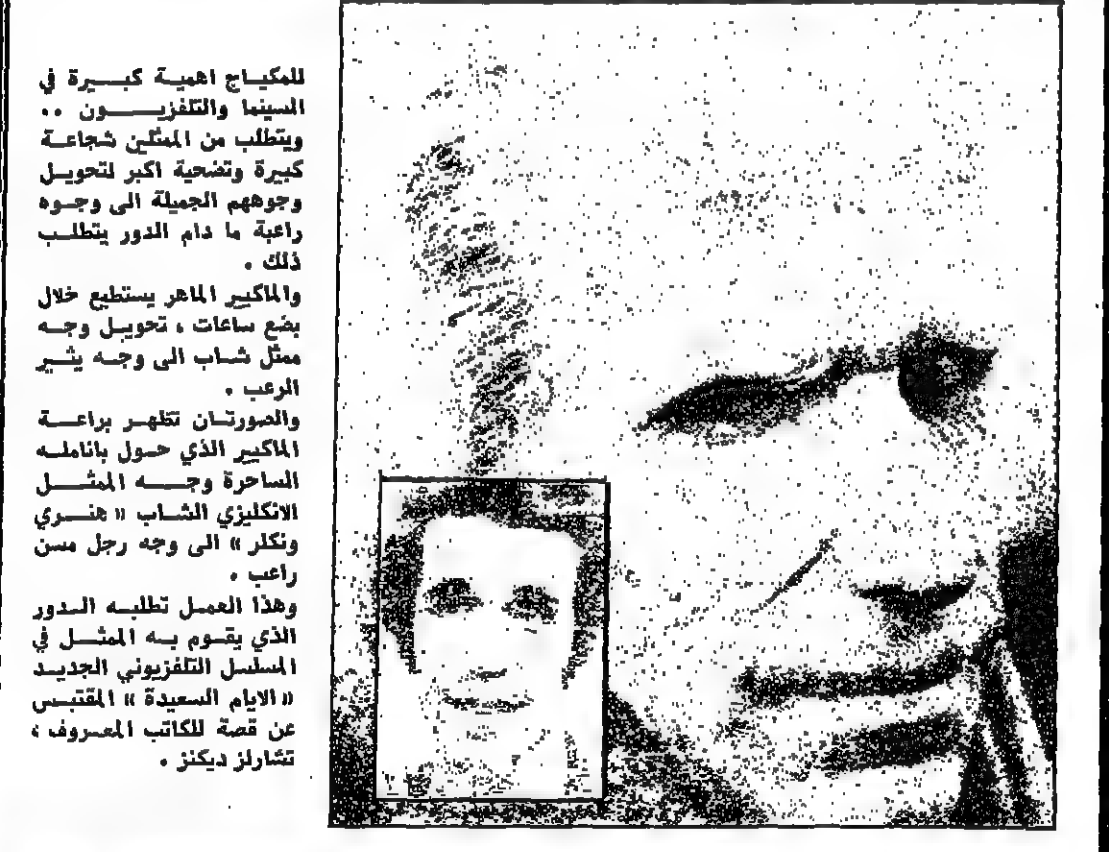 للمكياج اهمية كبيرة في
السينما والتلفزيون ..
ويتطلب من الممثلين شجاعة
كبيرة وتضحية اكبر لتحويل
وجوههم الجميلة الى وجوه
راعبة ما دام الدور يتطلب
ذلك .
والماكيير الماهر يستطيع خلال
بضع ساعات ، تحويل وجه
ممثل شاب الى وجه يثير
الرعب .
والصورتان تظهر براعة
الماكيير الذي حول بانامله
الساحرة وجه الممثل
الانكليزي الشاب « هنري
ونكلر » الى وجه رجل مسن
راعب .
وهذا العمل تطلبه الدور
الذي يقوم به الممثل في
المسلسل التلفزيوني الجديد
« الايام السعيدة » المقتبس
عن قصة للكاتب المعروف ،
تشارلز ديكنز .